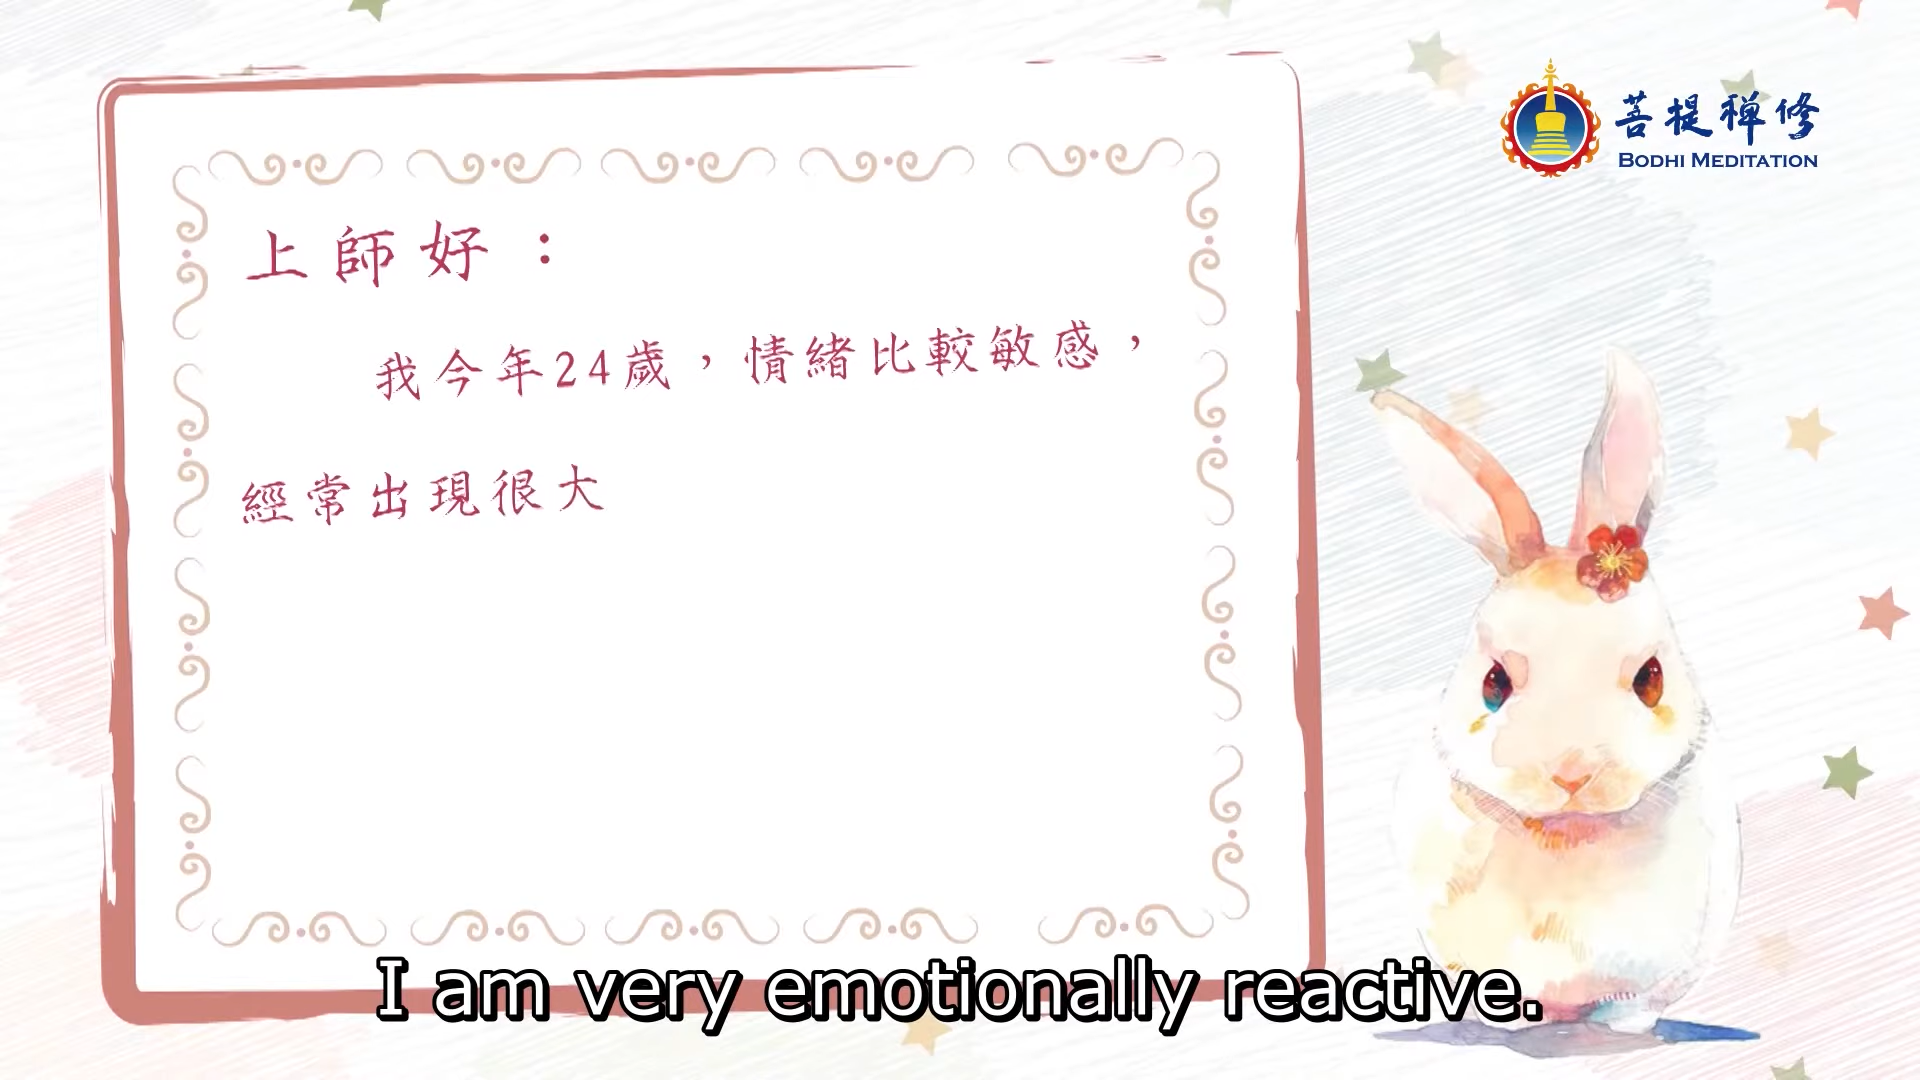 菩提禪修
BODHI MEDITATION
上師好：
我今年24歲，情緒比較敏感，
經常出現很大
I am very emotionally reactive.